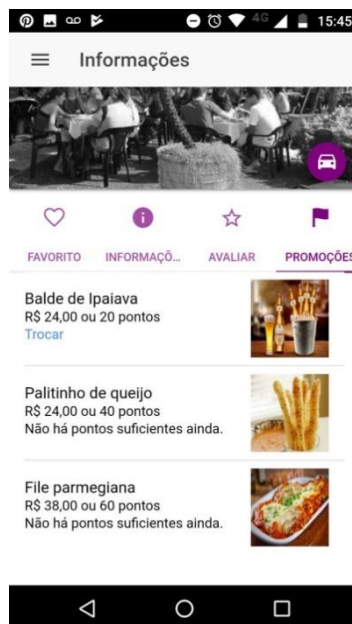 4G 15:45
Informações
FAVORITO INFORMAÇÕ... AVALIAR PROMOÇÕES
Balde de Ipaiava
R$ 24,00 ou 20 pontos
Trocar
Palitinho de queijo
R$ 24,00 ou 40 pontos
Não há pontos suficientes ainda.
File parmegiana
R$ 38,00 ou 60 pontos
Não há pontos suficientes ainda.